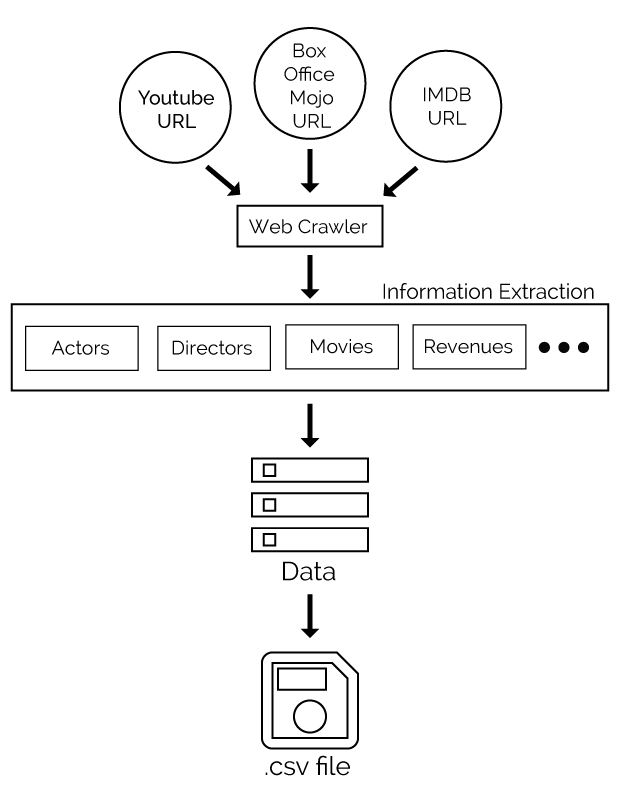 Youtube
URL
Box
Office
Mojo
URL
IMDB
URL
Web Crawler
Information Extraction
Actors
Directors
Movies
Revenues
Data
.csv file